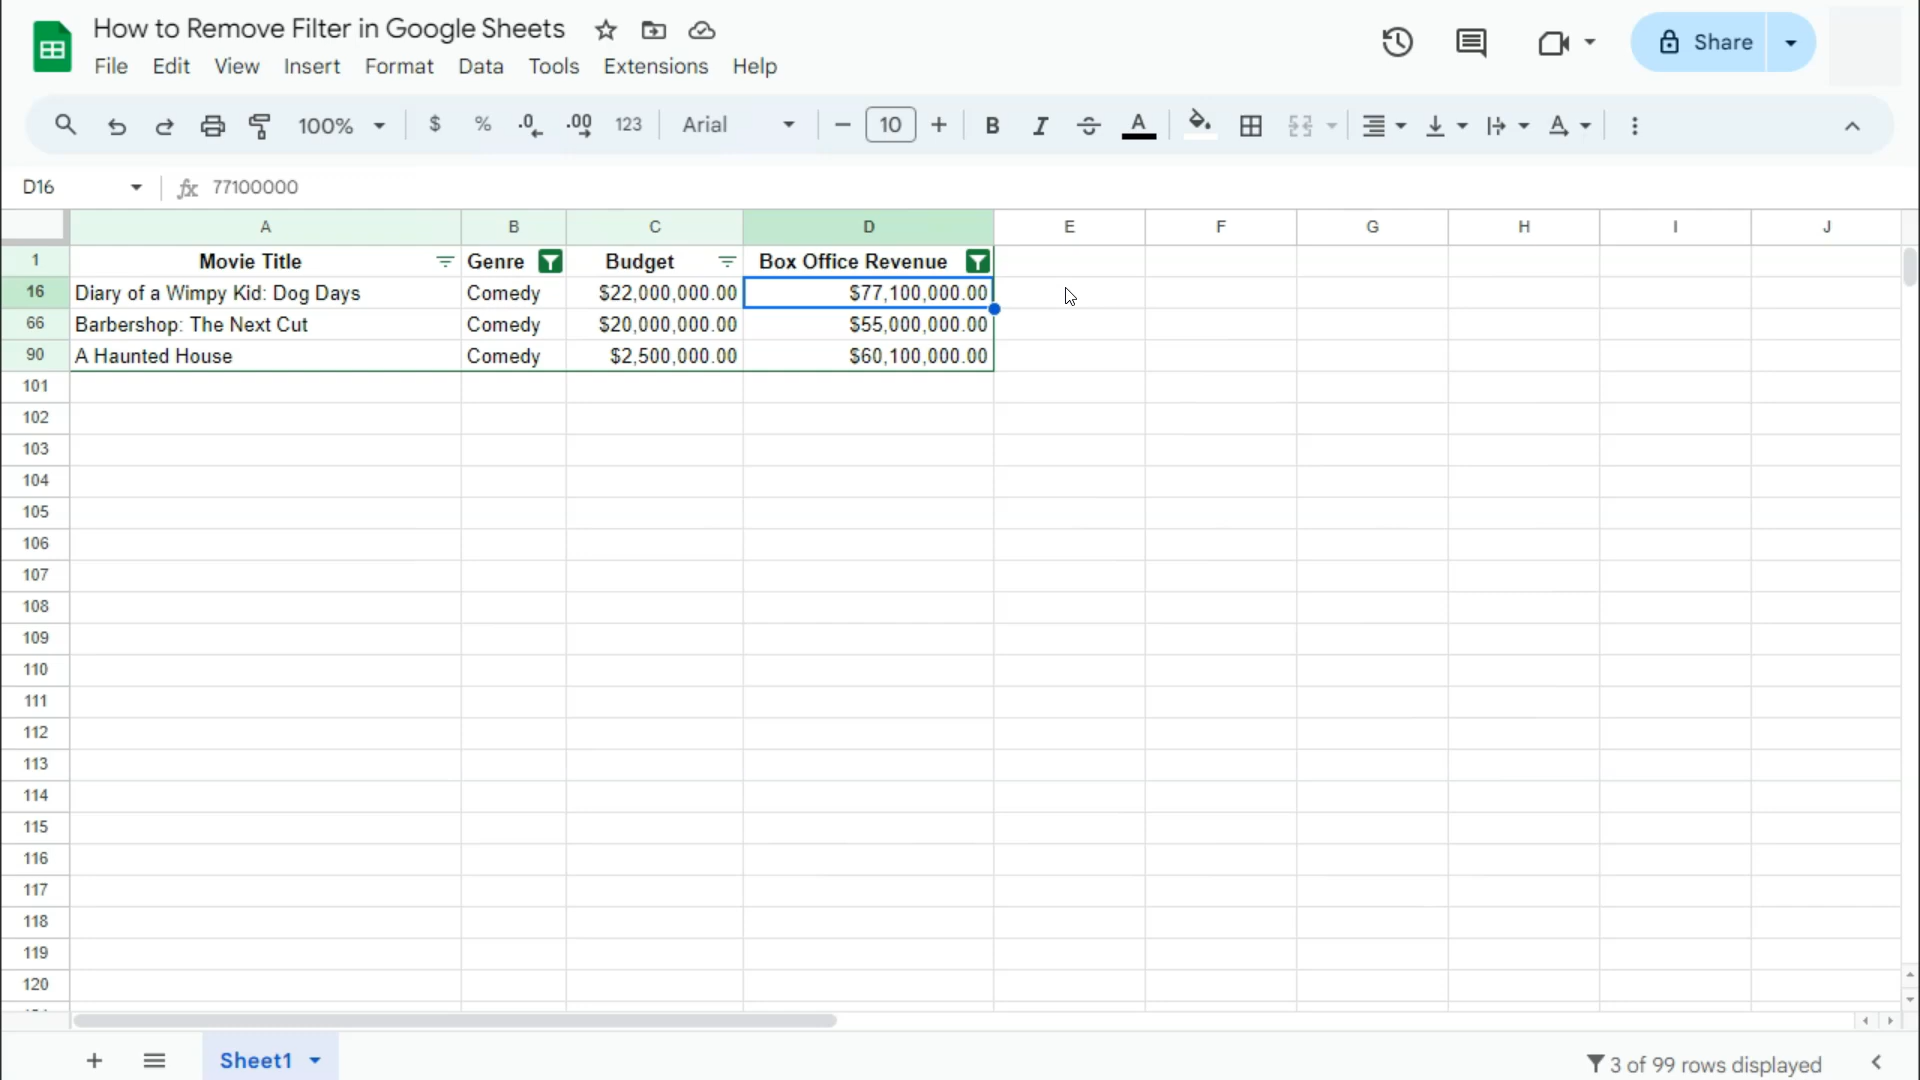 How to Remove Filter in Google Sheets
File Edit View Insert Format Data Tools Extensions Help
Share
100% $ % .0 .00 123 Arial 10 B I S A A
D16 fx 77100000
A B C D E F G H I J
1 Movie Title Genre Budget Box Office Revenue
16 Diary of a Wimpy Kid: Dog Days Comedy $22,000,000.00 $77,100,000.00
66 Barbershop: The Next Cut Comedy $20,000,000.00 $55,000,000.00
90 A Haunted House Comedy $2,500,000.00 $60,100,000.00
101
102
103
104
105
106
107
108
109
110
111
112
113
114
115
116
117
118
119
120
Sheet1 3 of 99 rows displayed